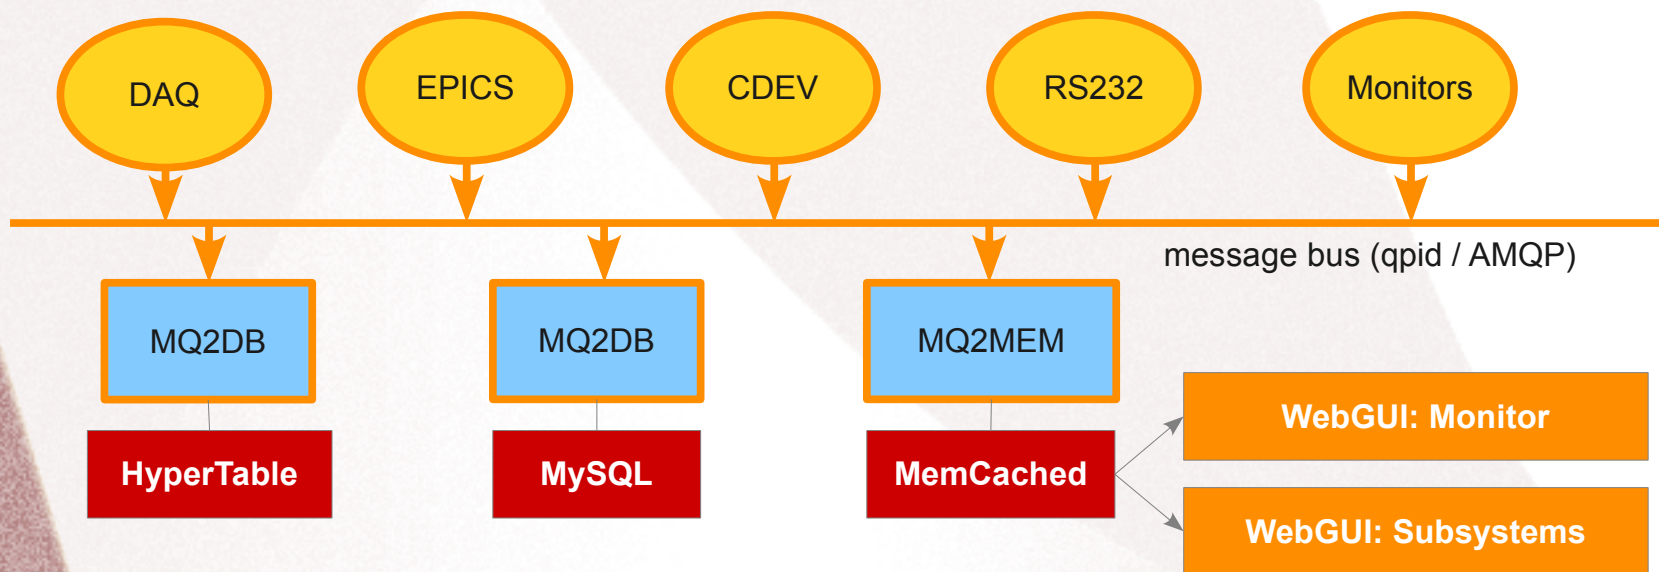 DAQ
EPICS
CDEV
RS232
Monitors
message bus (qpid / AMQP)
MQ2DB
MQ2DB
MQ2MEM
HyperTable
MySQL
MemCached
WebGUI: Monitor
WebGUI: Subsystems